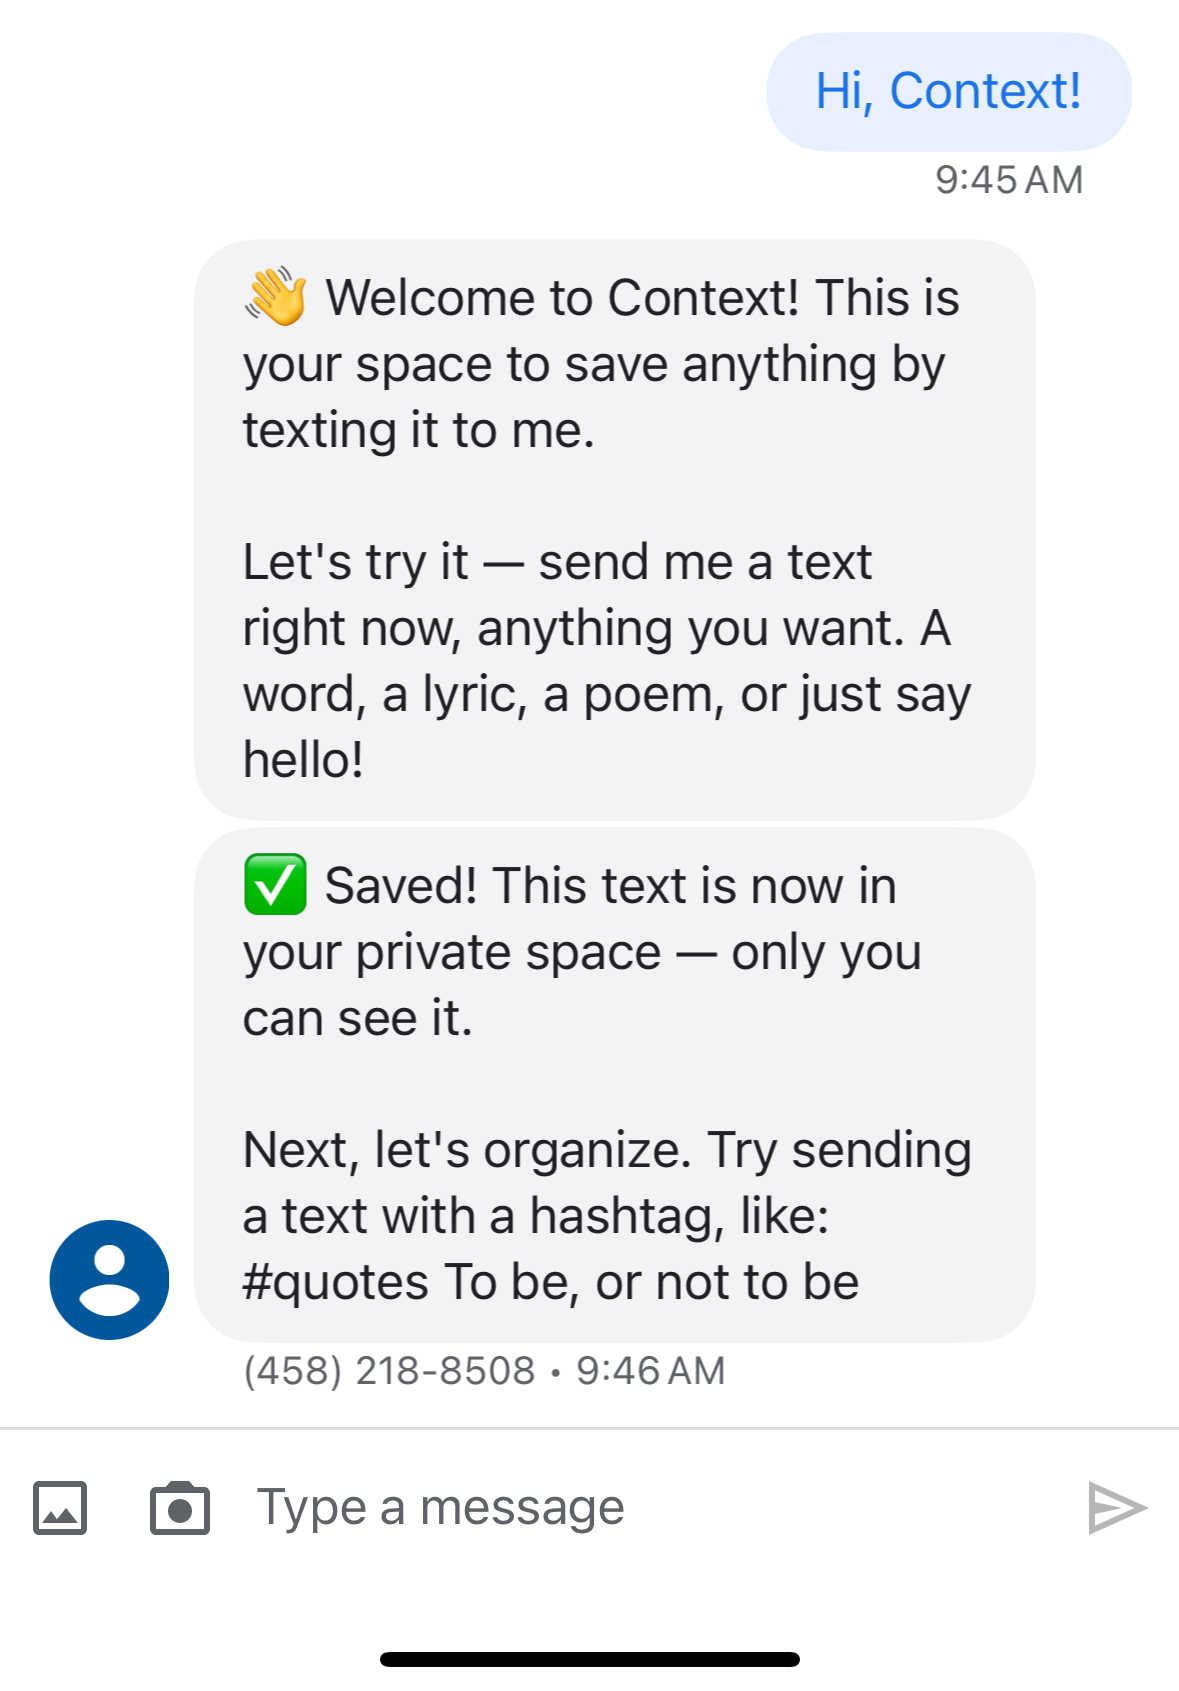 Hi, Context!
9:45 AM
👋 Welcome to Context! This is
your space to save anything by
texting it to me.
Let's try it — send me a text
right now, anything you want. A
word, a lyric, a poem, or just say
hello!
✅ Saved! This text is now in
your private space — only you
can see it.
Next, let's organize. Try sending
a text with a hashtag, like:
#quotes To be, or not to be
(458) 218-8508 • 9:46 AM
Type a message